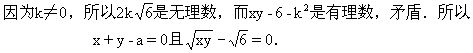 因为k≠0，所以2k√6是无理数，而xy-6-k²是有理数，矛盾．所以
x+y-a=0且√xy-√6=0．